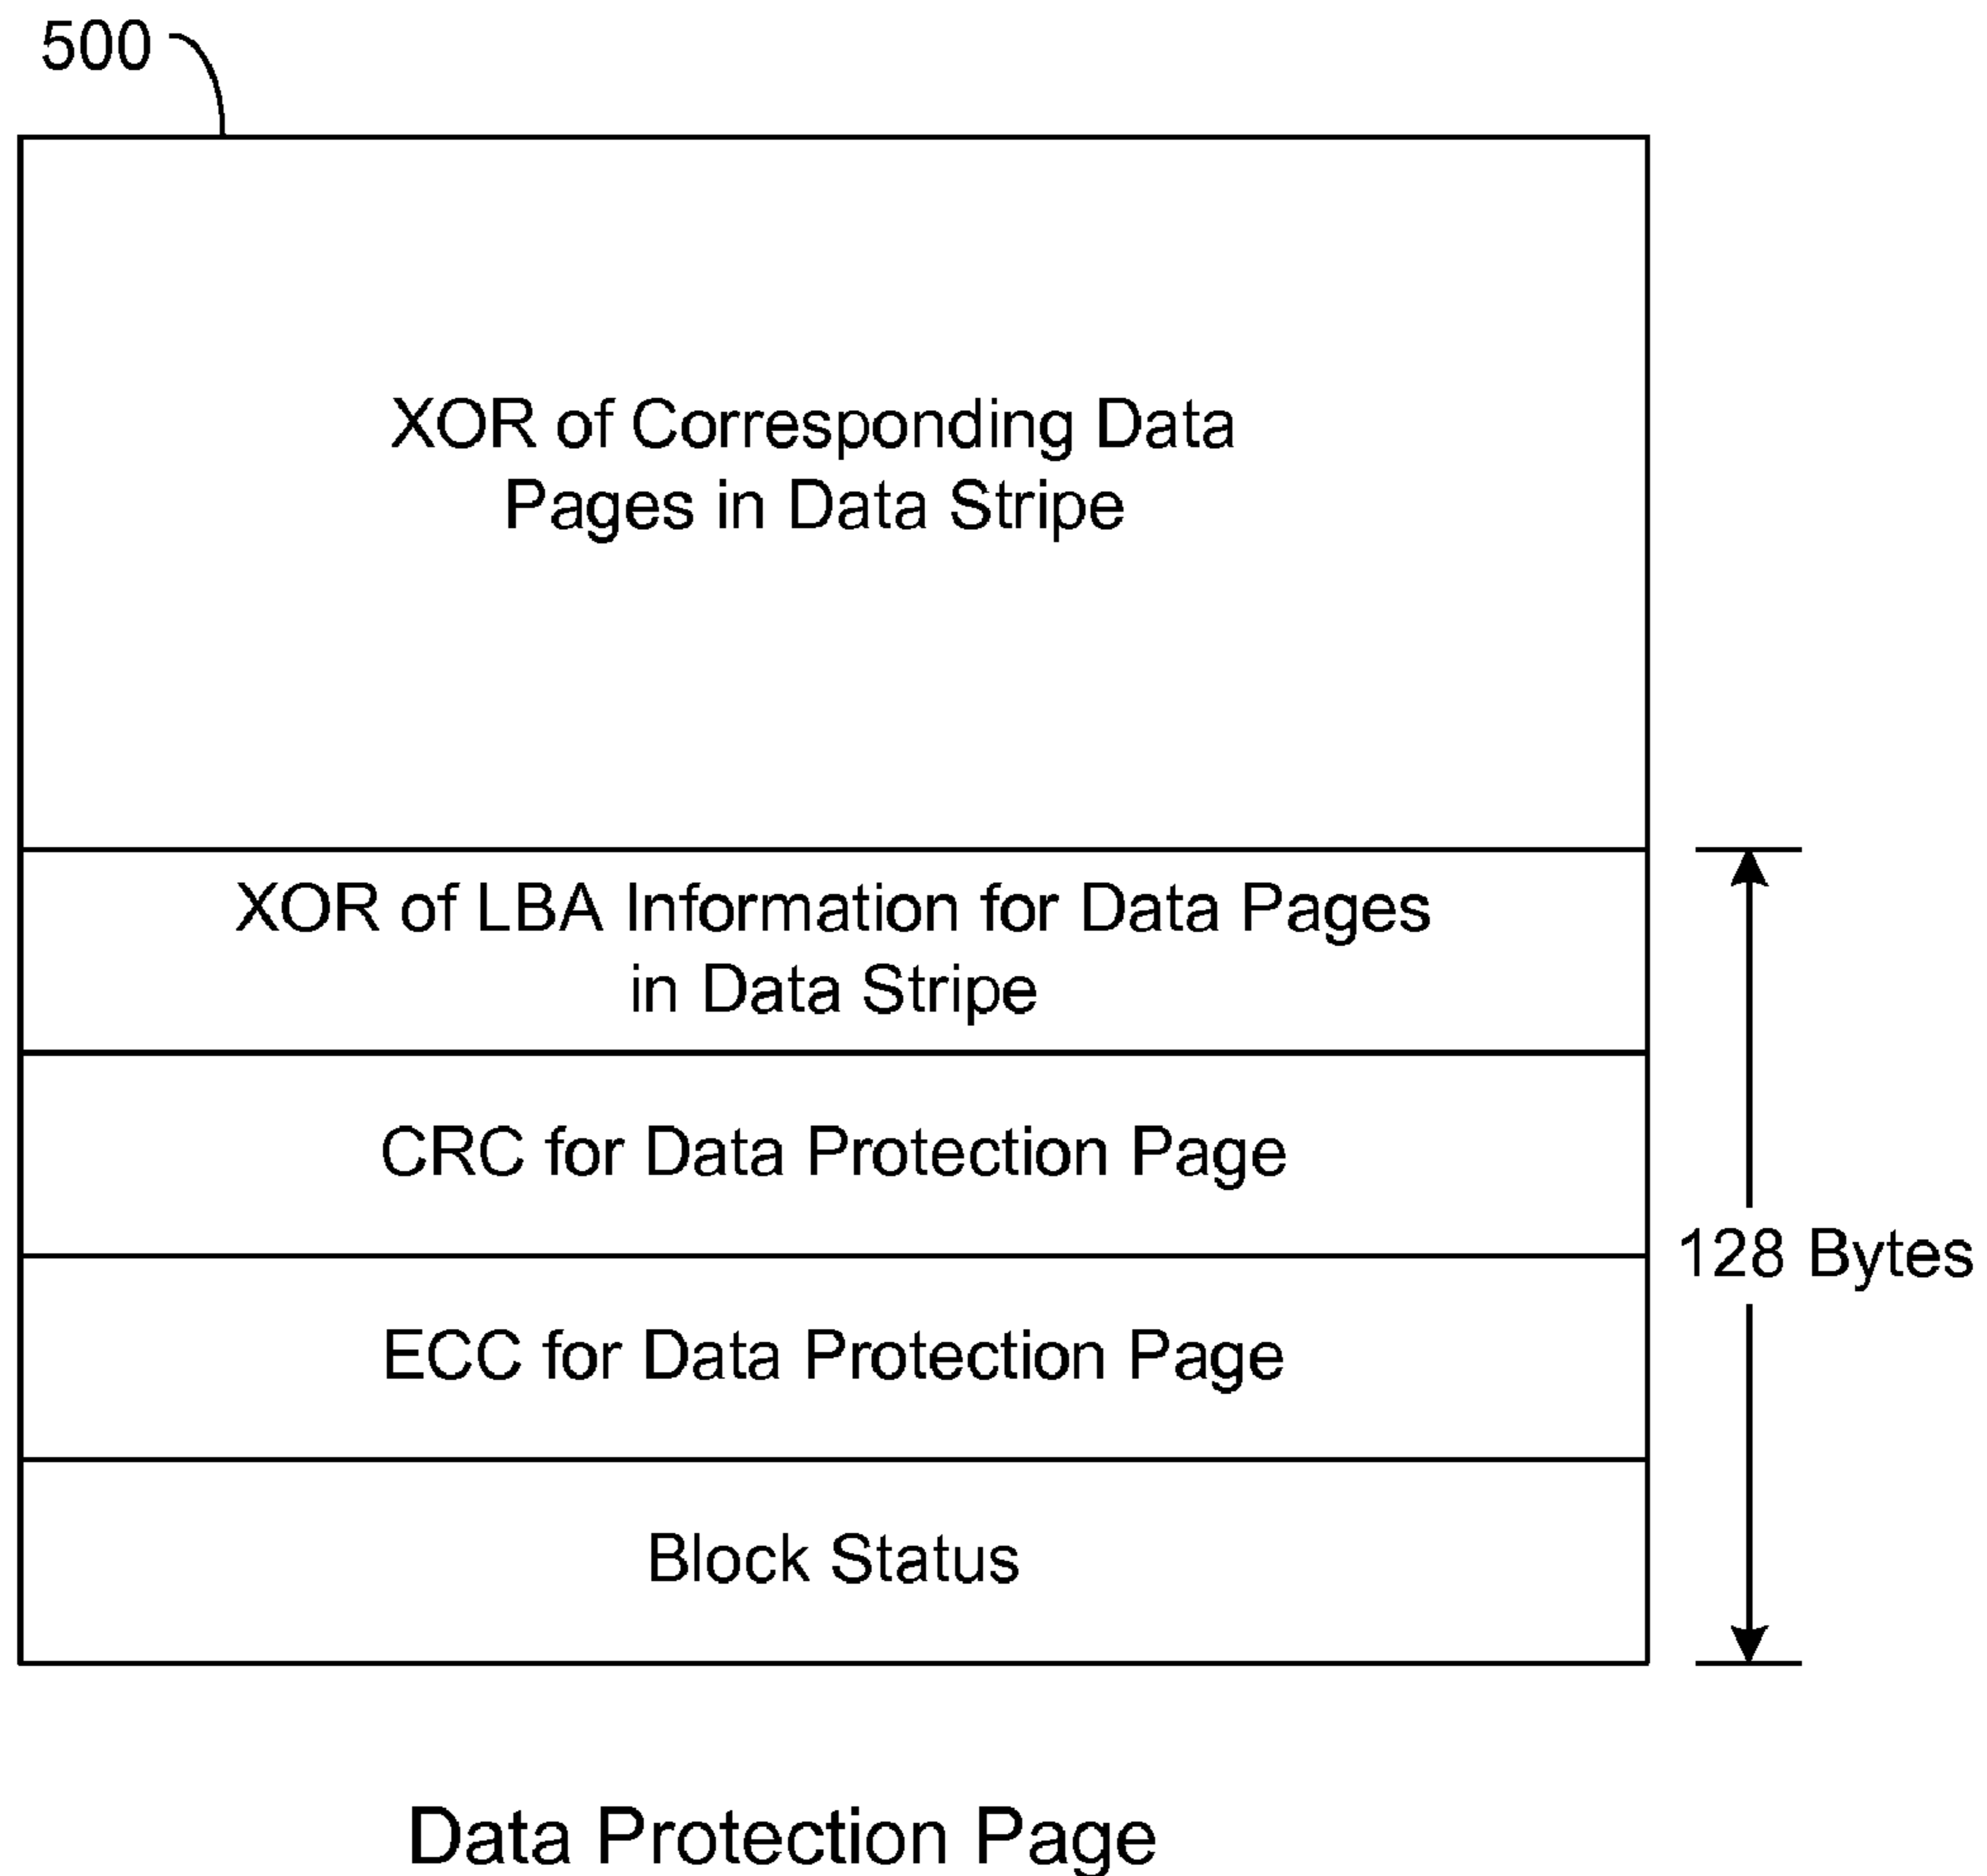 500
XOR of Corresponding Data
Pages in Data Stripe
XOR of LBA Information for Data Pages
in Data Stripe
CRC for Data Protection Page
128 Bytes
ECC for Data Protection Page
Block Status
Data Protection Page